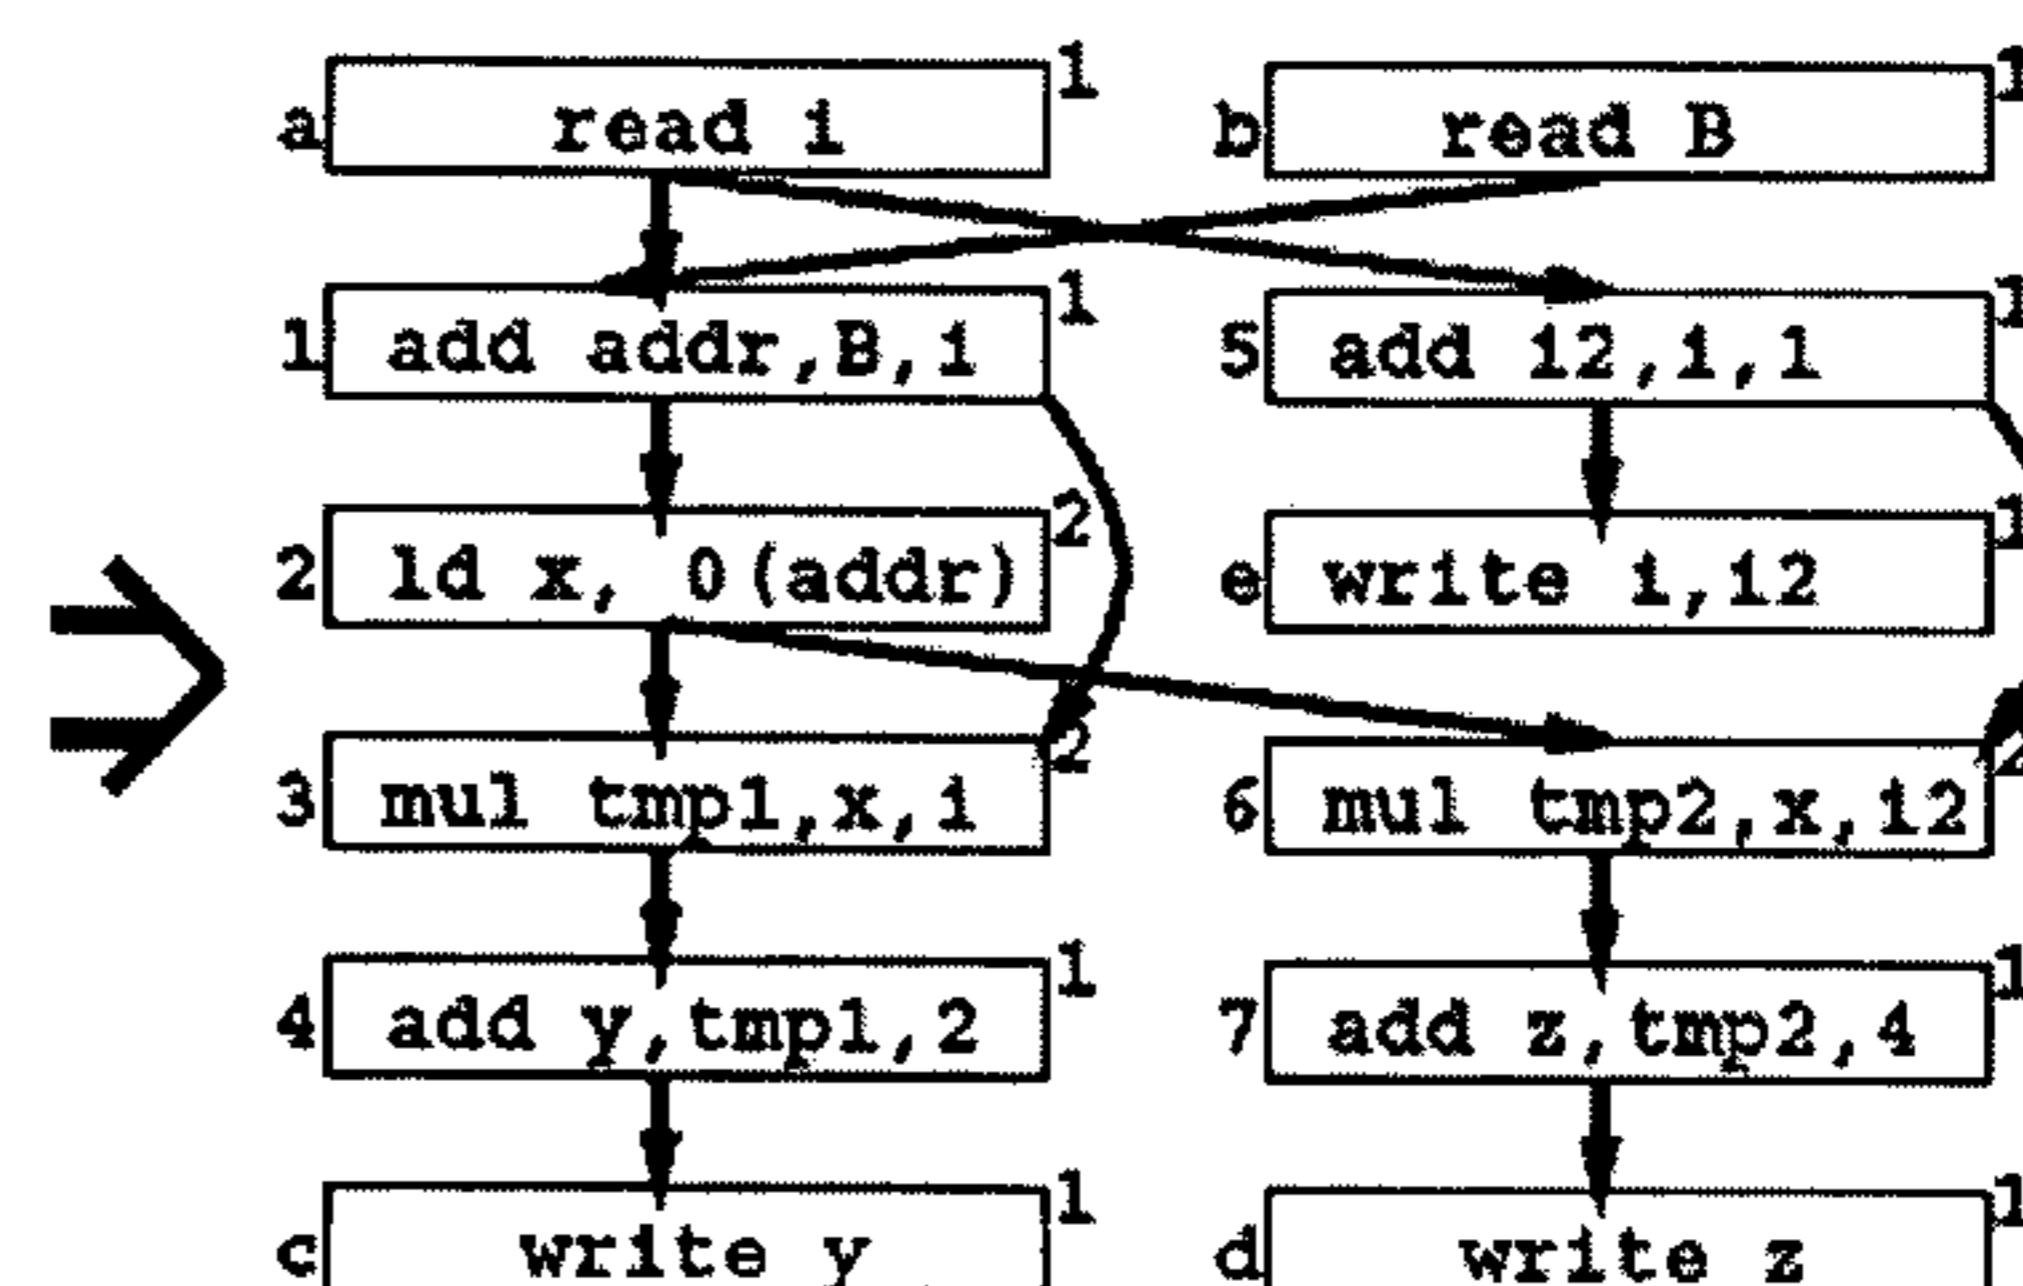 a read i 1
b read B 1
1 add addr,B,i 1
5 add i2,i,1 1
2 ld x, 0(addr) 2
e write i,i2 1
3 mul tmp1,x,i 2
6 mul tmp2,x,i2 2
4 add y,tmp1,2 1
7 add z,tmp2,4 1
c write y 1
d write z 1